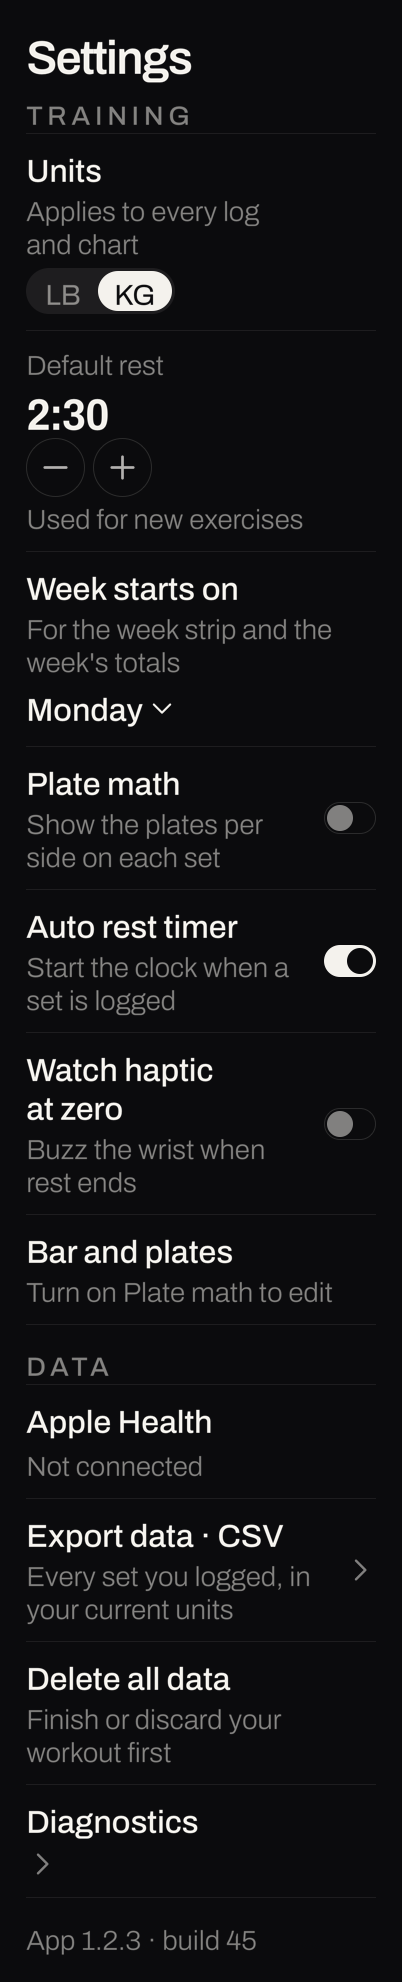 Settings
TRAINING
Units
Applies to every log
and chart
LB KG
Default rest
2:30
Used for new exercises
Week starts on
For the week strip and the
week's totals
Monday
Plate math
Show the plates per
side on each set
Auto rest timer
Start the clock when a
set is logged
Watch haptic
at zero
Buzz the wrist when
rest ends
Bar and plates
Turn on Plate math to edit
DATA
Apple Health
Not connected
Export data · CSV
Every set you logged, in
your current units
Delete all data
Finish or discard your
workout first
Diagnostics
App 1.2.3 · build 45